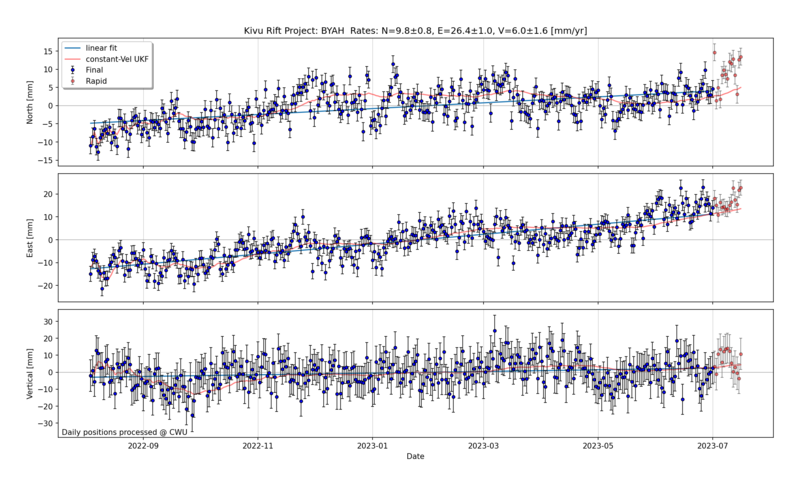 Kivu Rift Project: BYAH  Rates: N=9.8±0.8, E=26.4±1.0, V=6.0±1.6 [mm/yr]
North [mm]
15
10
5
0
−5
−10
−15
linear fit
constant-Vel UKF
Final
Rapid
East [mm]
20
10
0
−10
−20
Vertical [mm]
30
20
10
0
−10
−20
−30
Daily positions processed @ CWU
2022-09
2022-11
2023-01
2023-03
2023-05
2023-07
Date